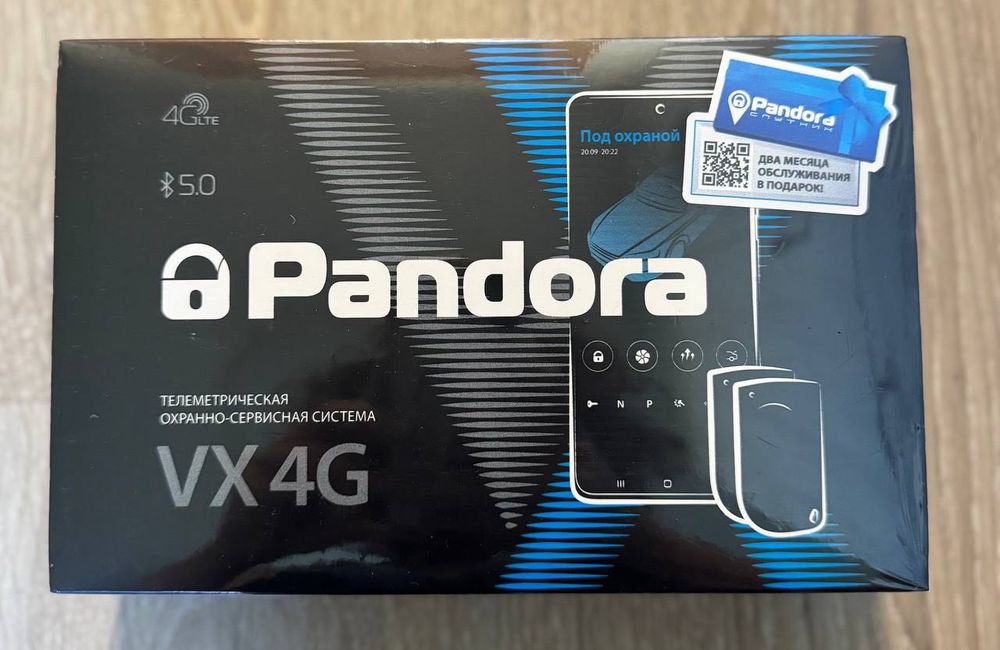 4G LTE
5.0
Pandora
ТЕЛЕМЕТРИЧЕСКАЯ
ОХРАННО-СЕРВИСНАЯ СИСТЕМА
VX 4G
Под охраной
20.09 20:22
N P
Pandora
СПУТНИК
ДВА МЕСЯЦА
ОБСЛУЖИВАНИЯ
В ПОДАРОК!